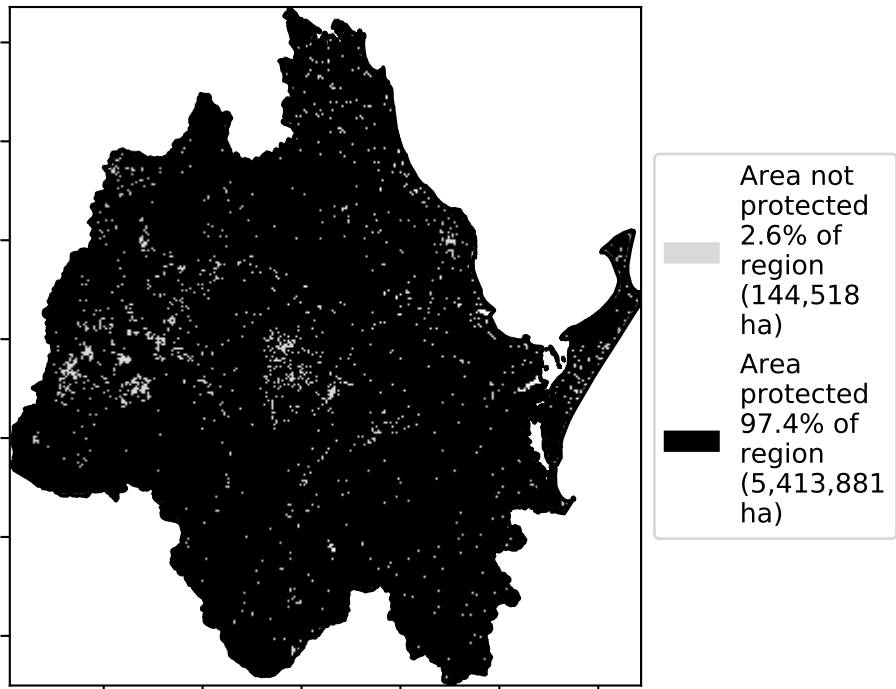 Area not
protected
2.6% of
region
(144,518
ha)
Area
protected
97.4% of
region
(5,413,881
ha)